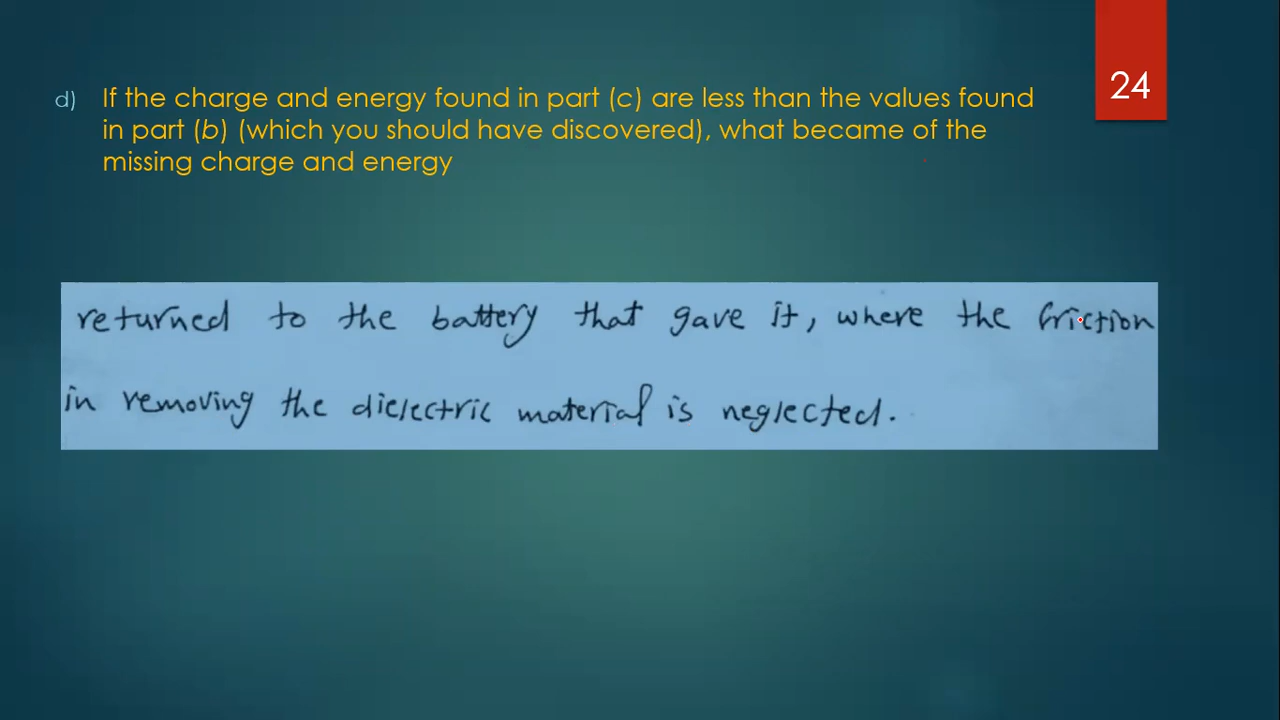 24
d) If the charge and energy found in part (c) are less than the values found
in part (b) (which you should have discovered), what became of the
missing charge and energy
returned to the battery that gave it, where the friction
in removing the dielectric material is neglected.